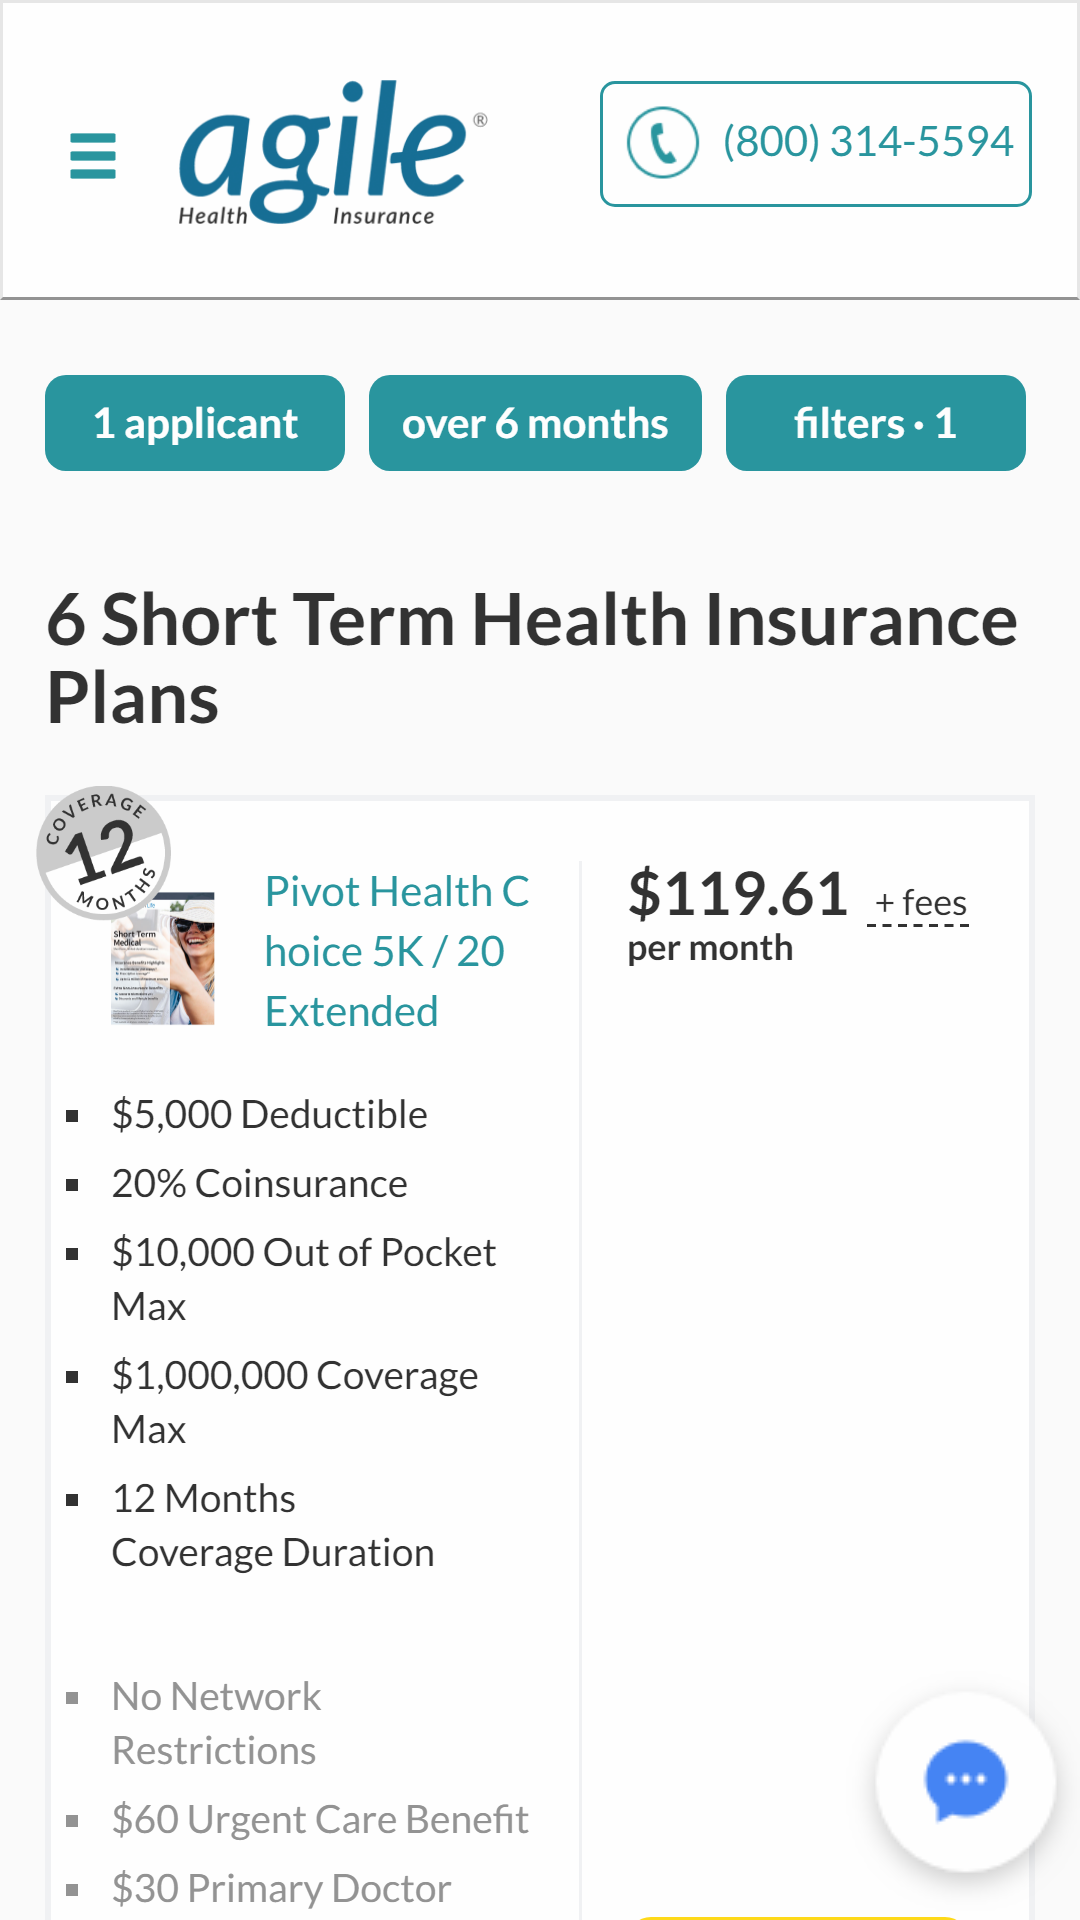 agile®
Health Insurance
(800) 314-5594
1 applicant
over 6 months
filters · 1
6 Short Term Health Insurance
Plans
COVERAGE
12
MONTHS
Short Term
Medical
Pivot Health C
hoice 5K / 20
Extended
$119.61 + fees
per month
$5,000 Deductible
20% Coinsurance
$10,000 Out of Pocket
Max
$1,000,000 Coverage
Max
12 Months
Coverage Duration
No Network
Restrictions
$60 Urgent Care Benefit
$30 Primary Doctor